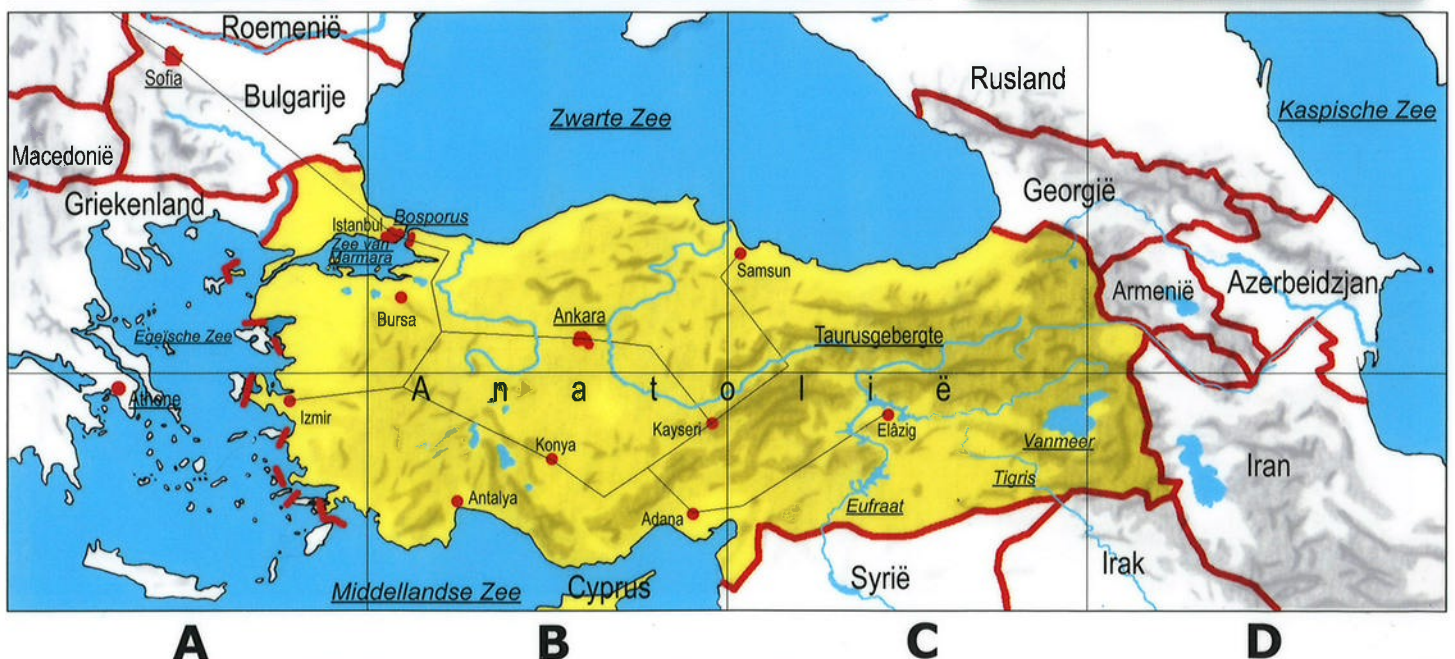 Roemenië
Sofia
Bulgarije
Macedonië
Griekenland
Zwarte Zee
Rusland
Kaspische Zee
Georgië
Armenië
Azerbeidzjan
Istanbul
Bosporus
Zee van
Marmara
Samsun
Bursa
Ankara
Taurusgebergte
Egeïsche Zee
Athene
Izmir
Anatolië
Kayseri
Elâzig
Vanmeer
Konya
Antalya
Adana
Tigris
Eufraat
Iran
Irak
Syrië
Cyprus
Middellandse Zee
A B C D